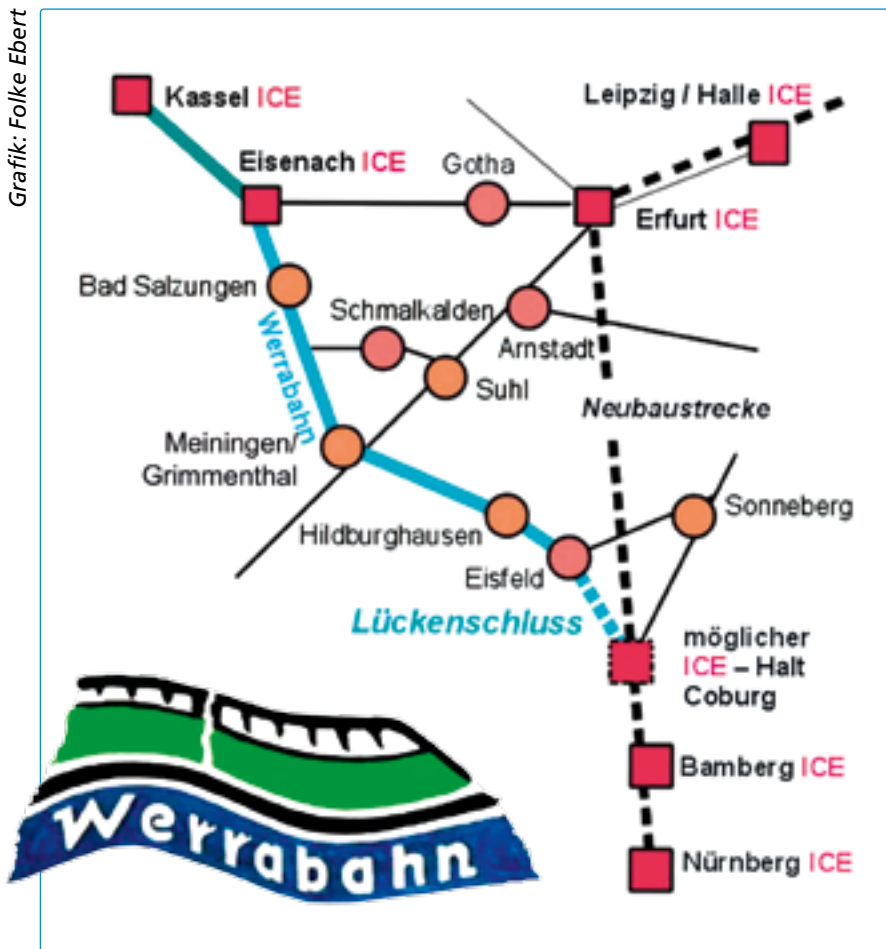 Grafik: Folke Ebert
Kassel ICE
Leipzig / Halle ICE
Eisenach ICE
Gotha
Erfurt ICE
Bad Salzungen
Schmalkalden
Arnstadt
Werrabahn
Suhl
Neubaustrecke
Meiningen/
Grimmenthal
Hildburghausen
Sonneberg
Eisfeld
Lückenschluss
möglicher
ICE – Halt
Coburg
Bamberg ICE
Nürnberg ICE
Werrabahn